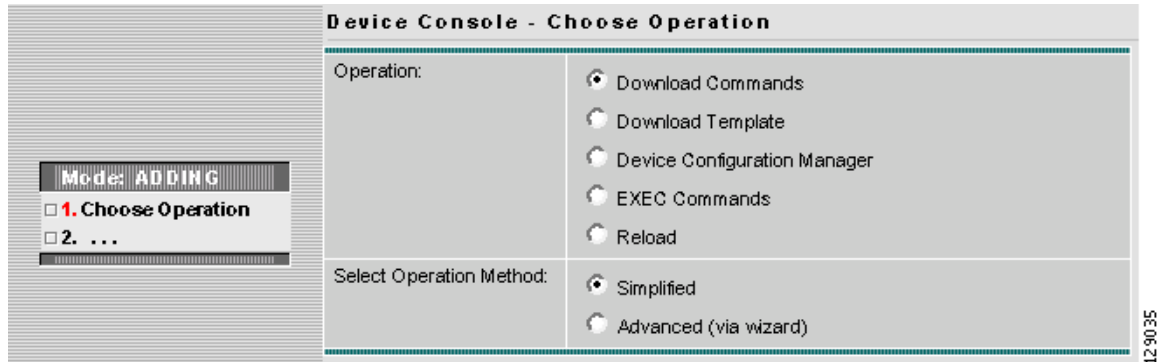 Device Console - Choose Operation
Mode: ADDING
1. Choose Operation
2. ...
Operation:
Download Commands
Download Template
Device Configuration Manager
EXEC Commands
Reload
Select Operation Method:
Simplified
Advanced (via wizard)
129035